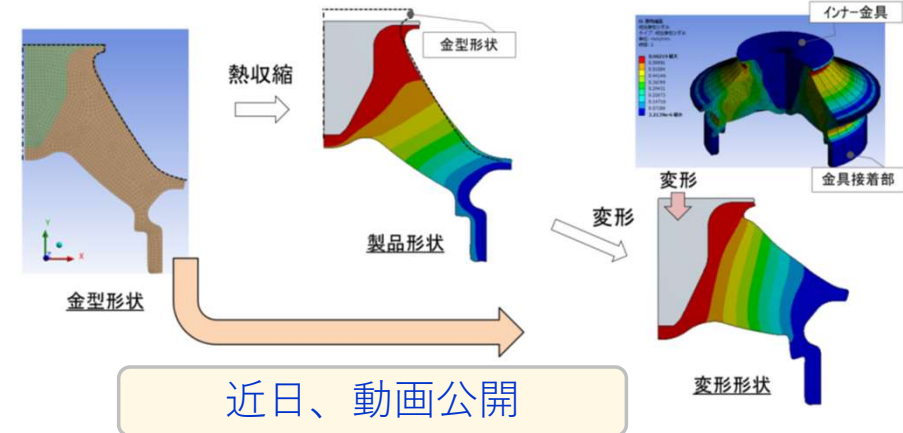 金型形状
熱収縮
金型形状
製品形状
変形
インナー金具
金具接着部
変形
変形形状
近日、動画公開
Y
X